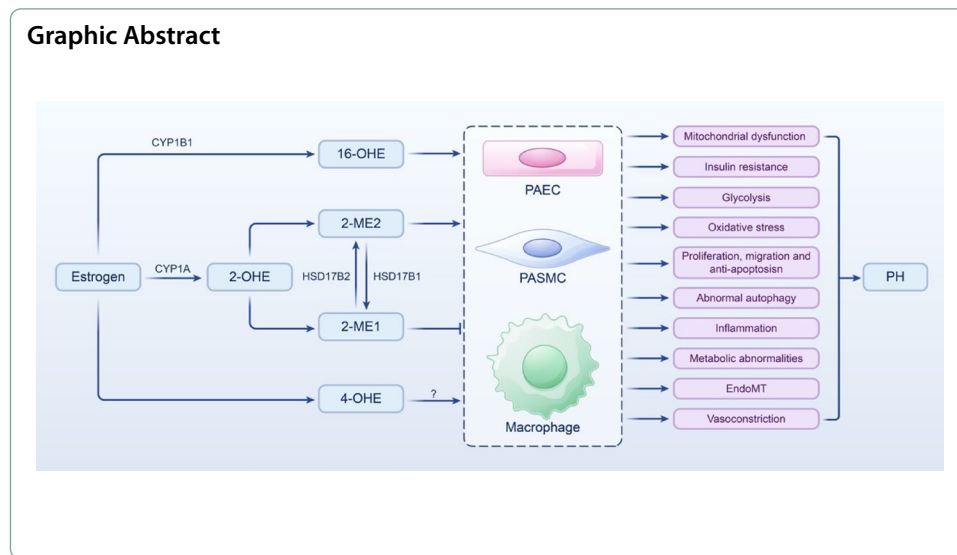 Graphic Abstract
CYP1B1
16-OHE
2-ME2
Estrogen
CYP1A
2-OHE
HSD17B2
HSD17B1
2-ME1
4-OHE
?
PAEC
PASMC
Macrophage
Mitochondrial dysfunction
Insulin resistance
Glycolysis
Oxidative stress
Proliferation, migration and
anti-apoptosisn
Abnormal autophagy
Inflammation
Metabolic abnormalities
EndoMT
Vasoconstriction
PH